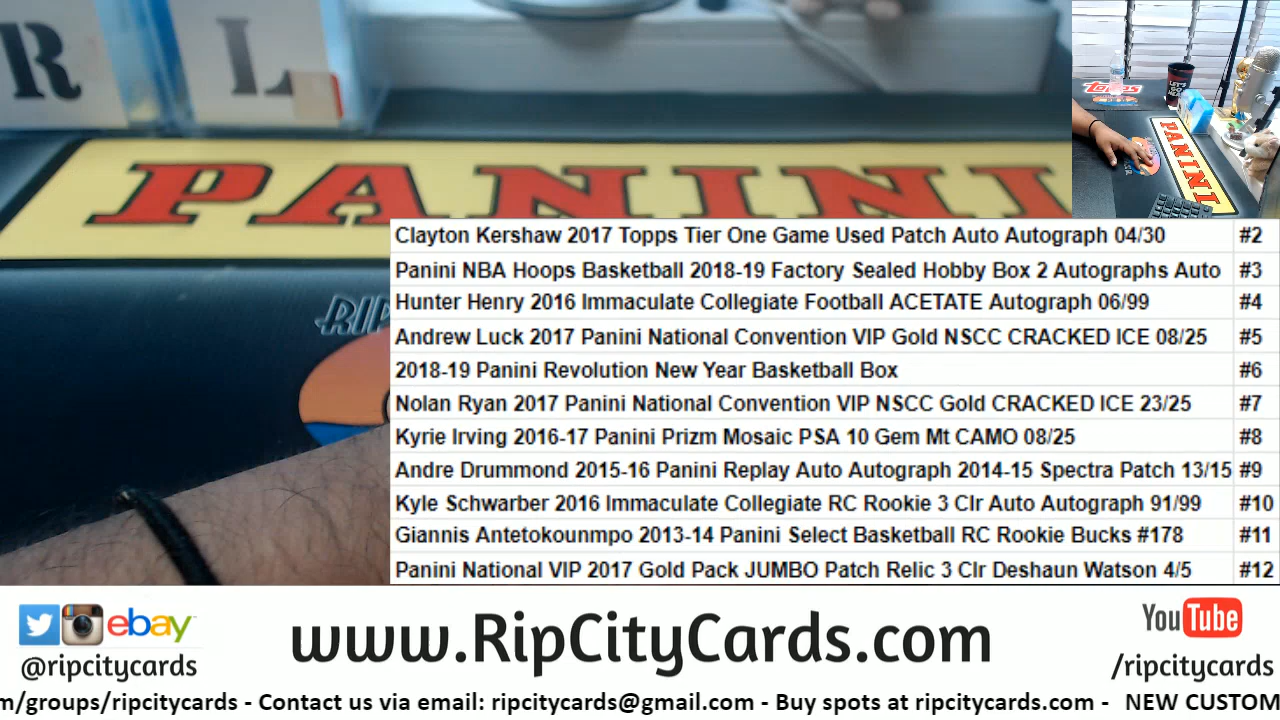 R L
PANINI
Topps
PANINI
RIP
Clayton Kershaw 2017 Topps Tier One Game Used Patch Auto Autograph 04/30 #2
Panini NBA Hoops Basketball 2018-19 Factory Sealed Hobby Box 2 Autographs Auto #3
Hunter Henry 2016 Immaculate Collegiate Football ACETATE Autograph 06/99 #4
Andrew Luck 2017 Panini National Convention VIP Gold NSCC CRACKED ICE 08/25 #5
2018-19 Panini Revolution New Year Basketball Box #6
Nolan Ryan 2017 Panini National Convention VIP NSCC Gold CRACKED ICE 23/25 #7
Kyrie Irving 2016-17 Panini Prizm Mosaic PSA 10 Gem Mt CAMO 08/25 #8
Andre Drummond 2015-16 Panini Replay Auto Autograph 2014-15 Spectra Patch 13/15 #9
Kyle Schwarber 2016 Immaculate Collegiate RC Rookie 3 Clr Auto Autograph 91/99 #10
Giannis Antetokounmpo 2013-14 Panini Select Basketball RC Rookie Bucks #178 #11
Panini National VIP 2017 Gold Pack JUMBO Patch Relic 3 Clr Deshaun Watson 4/5 #12
ebay
@ripcitycards
www.RipCityCards.com
YouTube
/ripcitycards
m/groups/ripcitycards - Contact us via email: ripcitycards@gmail.com - Buy spots at ripcitycards.com - NEW CUSTOM